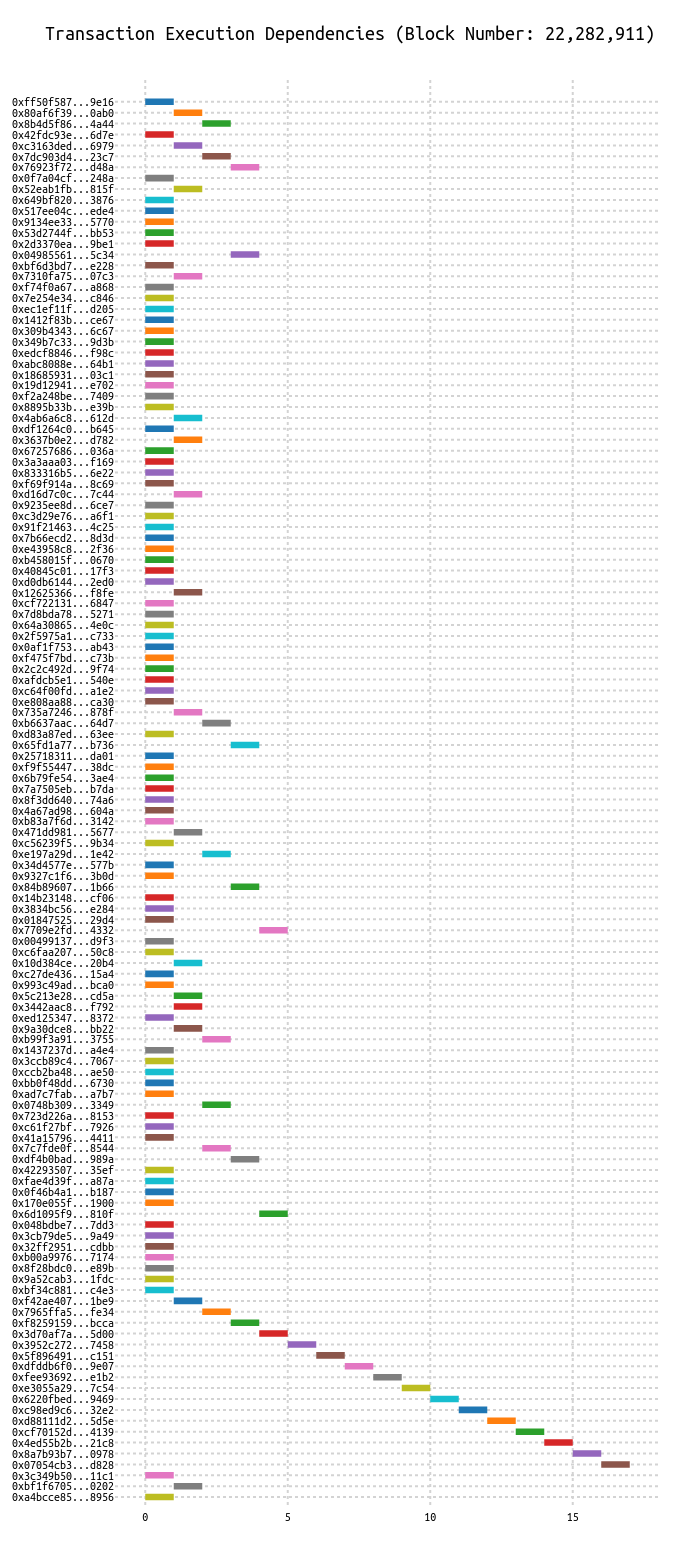 Transaction Execution Dependencies (Block Number: 22,282,911)
0xff50f587...9e16
0x80af6f39...0ab0
0x8b4d5f86...4a44
0x42fdc93e...6d7e
0xc3163ded...6979
0x7dc903d4...23c7
0x76923f72...d48a
0x0f7a04cf...248a
0x52eab1fb...815f
0x649bf820...3876
0x517ee04c...ede4
0x9134ee33...5770
0x53d2744f...bb53
0x2d3370ea...9be1
0x04985561...5c34
0xbf6d3bd7...e228
0x7310fa75...07c3
0xf74f0a67...a868
0x7e254e34...c846
0xec1ef11f...d205
0x1412f83b...ce67
0x309b4343...6c67
0x349b7c33...9d3b
0xedcf8846...f98c
0xabc8088e...64b1
0x18685931...03c1
0x19d12941...e702
0xf2a248be...7409
0x8895b33b...e39b
0x4ab6a6c8...612d
0xdf1264c0...b645
0x3637b0e2...d782
0x67257686...036a
0x3a3aaa03...f169
0x833316b5...6e22
0xf69f914a...8c69
0xd16d7c0c...7c44
0x9235ee8d...6ce7
0xc3d29e76...a6f1
0x91f21463...4c25
0x7b66ecd2...8d3d
0xe43958c8...2f36
0xb458015f...0670
0x40845c01...17f3
0xd0db6144...2ed0
0x12625366...f8fe
0xcf722131...6847
0x7d8bda78...5271
0x64a30865...4e0c
0x2f5975a1...c733
0x0af1f753...ab43
0xf475f7bd...c73b
0x2c2c492d...9f74
0xafdcb5e1...540e
0xc64f00fd...a1e2
0xe808aa88...ca30
0x735a7246...878f
0xb6637aac...64d7
0xd83a87ed...63ee
0x65fd1a77...b736
0x25718311...da01
0xf9f55447...38dc
0x6b79fe54...3ae4
0x7a7505eb...b7da
0x8f3dd640...74a6
0x4a67ad98...604a
0xb83a7f6d...3142
0x471dd981...5677
0xc56239f5...9b34
0xe197a29d...1e42
0x34d4577e...577b
0x9327c1f6...3b0d
0x84b89607...1b66
0x14b23148...cf06
0x3834bc56...e284
0x01847525...29d4
0x7709e2fd...4332
0x00499137...d9f3
0xc6faa207...50c8
0x10d384ce...20b4
0xc27de436...15a4
0x993c49ad...bca0
0x5c213e28...cd5a
0x3442aac8...f792
0xed125347...8372
0x9a30dce8...bb22
0xb99f3a91...3755
0x1437237d...a4e4
0x3ccb89c4...7067
0xccb2ba48...ae50
0xbb0f48dd...6730
0xad7c7fab...a7b7
0x0748b309...3349
0x723d226a...8153
0xc61f27bf...7926
0x41a15796...4411
0x7c7fde0f...8544
0xdf4b0bad...989a
0x42293507...35ef
0xfae4d39f...a87a
0x0f46b4a1...b187
0x170e055f...1900
0x6d1095f9...810f
0x048bdbe7...7dd3
0x3cb79de5...9a49
0x32ff2951...cdbb
0xb00a9976...7174
0x8f28bdc0...e89b
0x9a52cab3...1fdc
0xbf34c881...c4e3
0xf42ae407...1be9
0x7965ffa5...fe34
0xf8259159...bcca
0x3d70af7a...5d00
0x3952c272...7458
0x5f896491...c151
0xdfddb6f0...9e07
0xfee93692...e1b2
0xe3055a29...7c54
0x6220fbed...9469
0xc98ed9c6...32e2
0xd88111d2...5d5e
0xcf70152d...4139
0x4ed55b2b...21c8
0x8a7b93b7...0978
0x07054cb3...d828
0x3c349b50...11c1
0xbf1f6705...0202
0xa4bcce85...8956
0 5 10 15